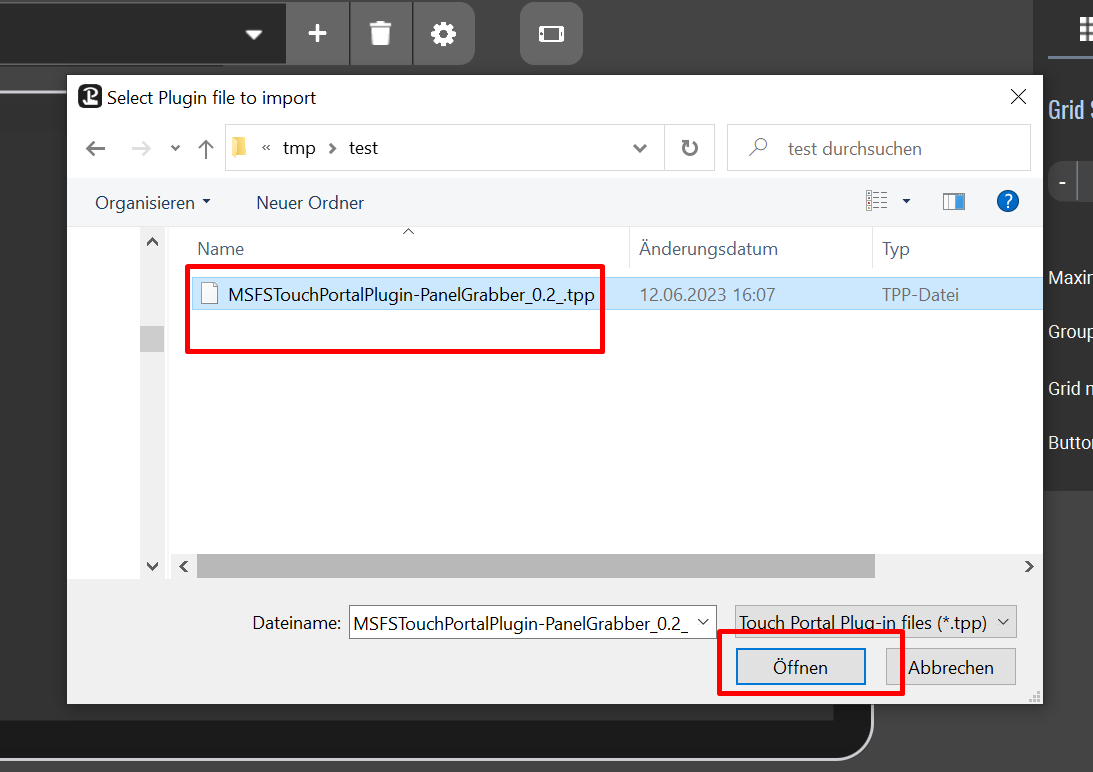 Select Plugin file to import
« tmp > test
test durchsuchen
Organisieren
Neuer Ordner
?
Name
Änderungsdatum
Typ
MSFSTouchPortalPlugin-PanelGrabber_0.2_.tpp
12.06.2023 16:07
TPP-Datei
Dateiname:
MSFSTouchPortalPlugin-PanelGrabber_0.2_
Touch Portal Plug-in files (*.tpp)
Öffnen
Abbrechen
Grid
-
Group
Grid